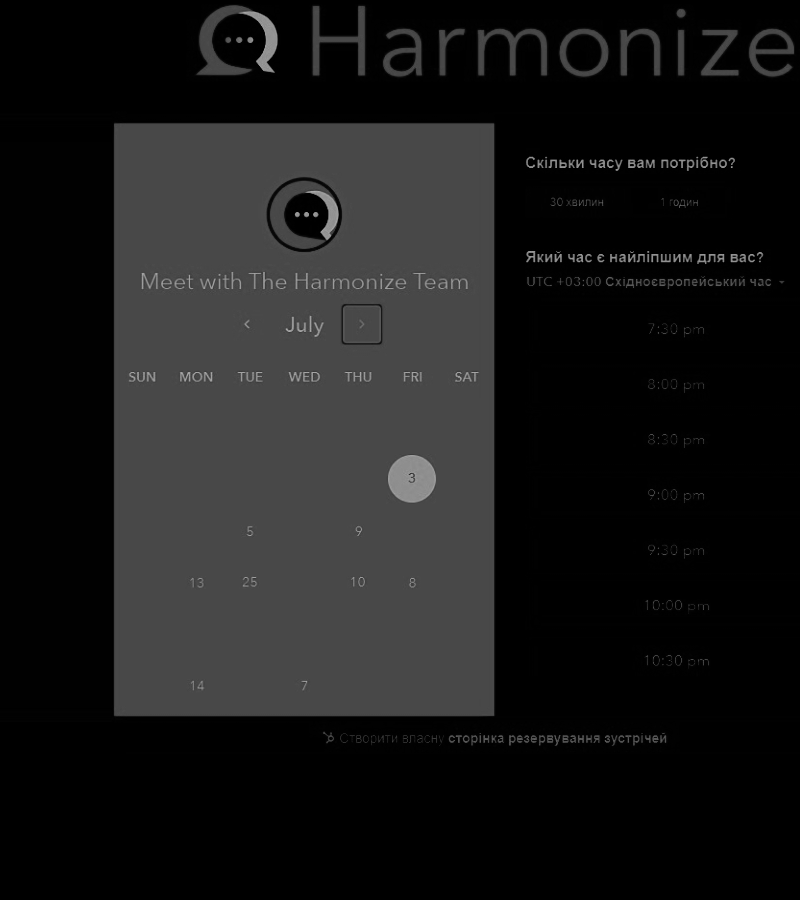 Harmonize
Meet with The Harmonize Team
July
SUN MON TUE WED THU FRI SAT
3
5 9
13 25 10 8
14 7
Скільки часу вам потрібно?
30 хвилин 1 годин
Який час є найліпшим для вас?
UTC +03:00 Східноєвропейський час
7:30 pm
8:00 pm
8:30 pm
9:00 pm
9:30 pm
10:00 pm
10:30 pm
Створити власну сторінка резервування зустрічей